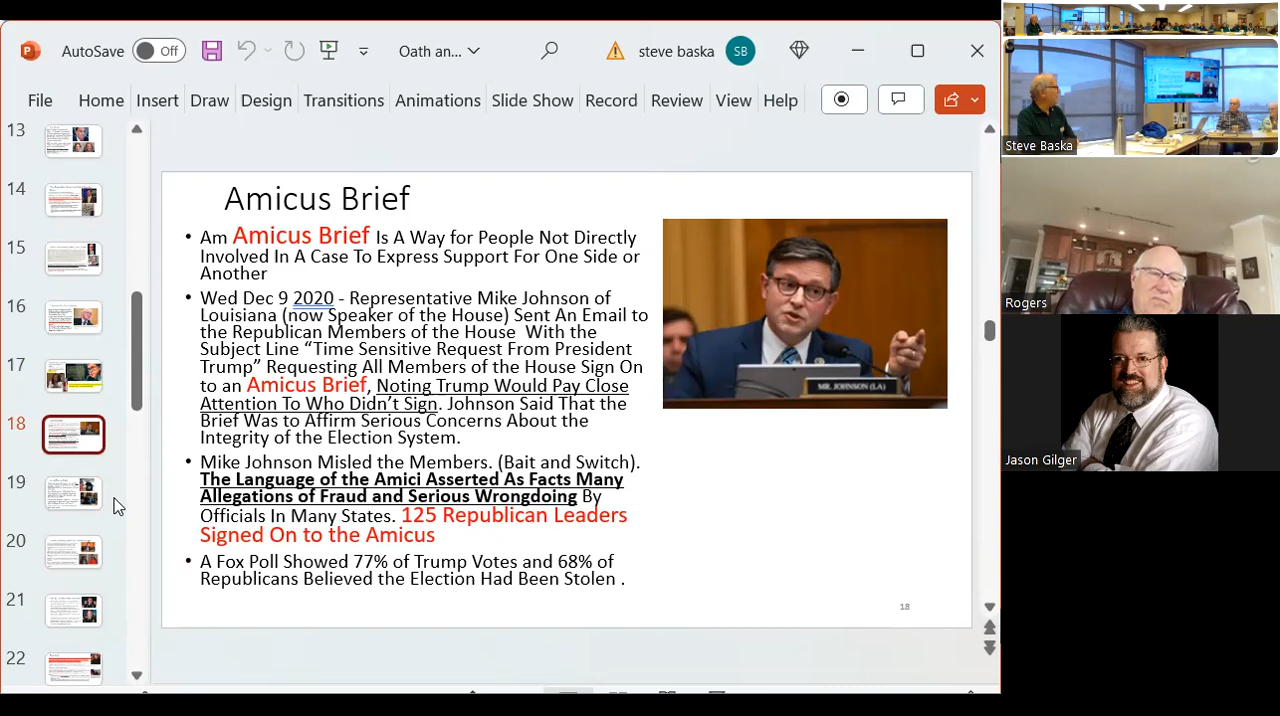 AutoSave
Off
Oath an...
steve baska
SB
File
Home
Insert
Draw
Design
Transitions
Animations
Slide Show
Record
Review
View
Help
13
14
15
16
17
18
19
20
21
22
Amicus Brief
• Am Amicus Brief Is A Way for People Not Directly
Involved In A Case To Express Support For One Side or
Another
• Wed Dec 9 2020 - Representative Mike Johnson of
Louisiana (now Speaker of the House) Sent An Email to
the Republican Members of the House With the
Subject Line “Time Sensitive Request From President
Trump” Requesting All Members of the House Sign On
to an Amicus Brief, Noting Trump Would Pay Close
Attention To Who Didn’t Sign. Johnson Said That the
Brief Was to Affirm Serious Concerns About the
Integrity of the Election System.
• Mike Johnson Misled the Members. (Bait and Switch).
The Language of the Amici Asserted As Facts Many
Allegations of Fraud and Serious Wrongdoing By
Officials In Many States. 125 Republican Leaders
Signed On to the Amicus
• A Fox Poll Showed 77% of Trump Votes and 68% of
Republicans Believed the Election Had Been Stolen .
MR. JOHNSON (LA)
18
Steve Baska
Rogers
Jason Gilger